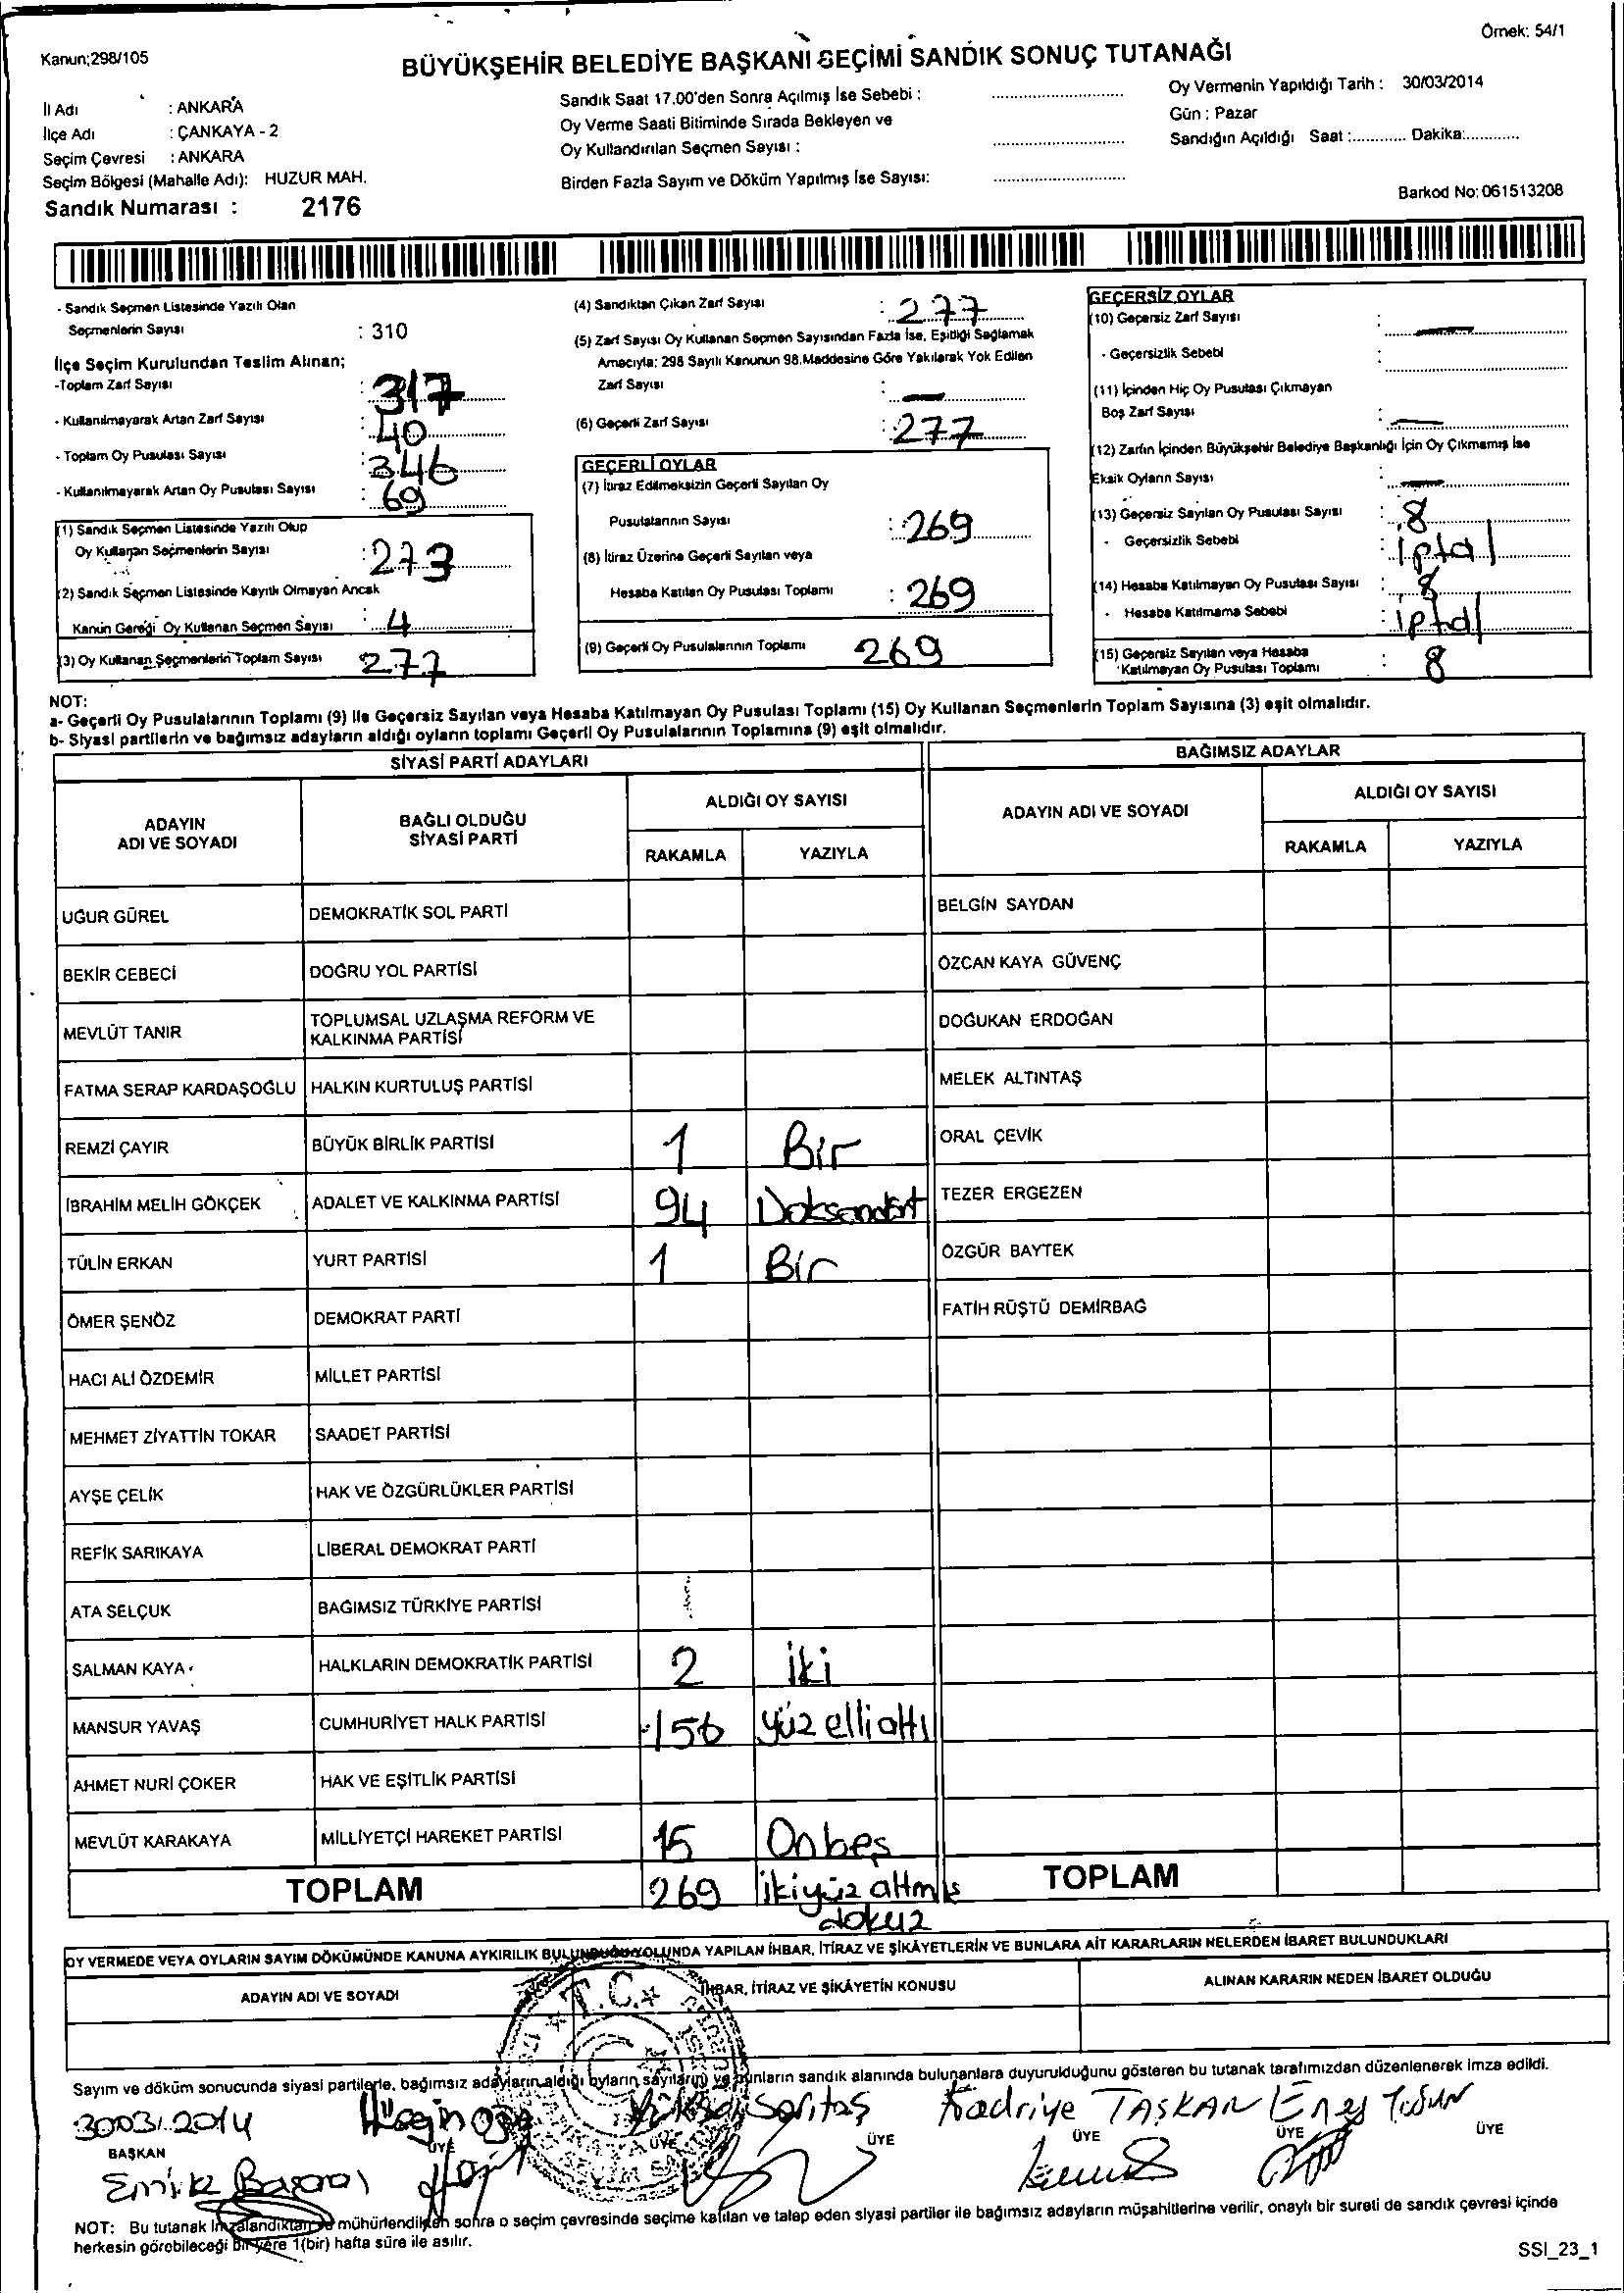 Örnek: 54/1
Kanun;298/105
BÜYÜKŞEHİR BELEDİYE BAŞKANI SEÇİMİ SANDIK SONUÇ TUTANAĞI
İl Adı : ANKARA
İlçe Adı : ÇANKAYA - 2
Seçim Çevresi : ANKARA
Seçim Bölgesi (Mahalle Adı): HUZUR MAH.
Sandık Numarası : 2176
Sandık Saat 17.00'den Sonra Açılmış İse Sebebi :
Oy Verme Saati Bitiminde Sırada Bekleyen ve
Oy Kullandırılan Seçmen Sayısı :
Birden Fazla Sayım ve Döküm Yapılmış İse Sayısı:
Oy Vermenin Yapıldığı Tarih : 30/03/2014
Gün : Pazar
Sandığın Açıldığı Saat :............ Dakika:............
Barkod No: 061513208
- Sandık Seçmen Listesinde Yazılı Olan
Seçmenlerin Sayısı : 310
İlçe Seçim Kurulundan Teslim Alınan;
-Toplam Zarf Sayısı : 317
- Kullanılmayarak Artan Zarf Sayısı : 40
- Toplam Oy Pusulası Sayısı : 346
- Kullanılmayarak Artan Oy Pusulası Sayısı : 69
(1) Sandık Seçmen Listesinde Yazılı Olup
Oy Kullanan Seçmenlerin Sayısı : 273
(2) Sandık Seçmen Listesinde Kayıtlı Olmayan Ancak
Kanun Gereği Oy Kullanan Seçmen Sayısı : 4
(3) Oy Kullanan Seçmenlerin Toplam Sayısı 277
(4) Sandıktan Çıkan Zarf Sayısı : 277
(5) Zarf Sayısı Oy Kullanan Seçmen Sayısından Fazla İse, Eşitliği Sağlamak
Amacıyla; 298 Sayılı Kanunun 98.Maddesine Göre Yakılarak Yok Edilen
Zarf Sayısı : —
(6) Geçerli Zarf Sayısı : 277
GEÇERLİ OYLAR
(7) İtiraz Edilmeksizin Geçerli Sayılan Oy
Pusulalarının Sayısı : 269
(8) İtiraz Üzerine Geçerli Sayılan veya
Hesaba Katılan Oy Pusulası Toplamı : 269
(9) Geçerli Oy Pusulalarının Toplamı 269
GEÇERSİZ OYLAR
(10) Geçersiz Zarf Sayısı : —
- Geçersizlik Sebebi :
(11) İçinden Hiç Oy Pusulası Çıkmayan
Boş Zarf Sayısı : —
(12) Zarfın İçinden Büyükşehir Belediye Başkanlığı İçin Oy Çıkmamış İse
Eksik Oyların Sayısı : —
(13) Geçersiz Sayılan Oy Pusulası Sayısı : 8
- Geçersizlik Sebebi : iptal
(14) Hesaba Katılmayan Oy Pusulası Sayısı : 8
- Hesaba Katılmama Sebebi : iptal
(15) Geçersiz Sayılan veya Hesaba
Katılmayan Oy Pusulası Toplamı : 8
NOT:
a- Geçerli Oy Pusulalarının Toplamı (9) ile Geçersiz Sayılan veya Hesaba Katılmayan Oy Pusulası Toplamı (15) Oy Kullanan Seçmenlerin Toplam Sayısına (3) eşit olmalıdır.
b- Siyasi partilerin ve bağımsız adayların aldığı oyların toplamı Geçerli Oy Pusulalarının Toplamına (9) eşit olmalıdır.
SİYASİ PARTİ ADAYLARI
ADAYIN ADI VE SOYADI
BAĞLI OLDUĞU SİYASİ PARTİ
ALDIĞI OY SAYISI
RAKAMLA YAZIYLA
UĞUR GÜREL DEMOKRATİK SOL PARTİ
BEKİR CEBECİ DOĞRU YOL PARTİSİ
MEVLÜT TANIR TOPLUMSAL UZLAŞMA REFORM VE KALKINMA PARTİSİ
FATMA SERAP KARDAŞOĞLU HALKIN KURTULUŞ PARTİSİ
REMZİ ÇAYIR BÜYÜK BİRLİK PARTİSİ 1 Bir
İBRAHİM MELİH GÖKÇEK ADALET VE KALKINMA PARTİSİ 94 Doksandört
TÜLİN ERKAN YURT PARTİSİ 1 Bir
ÖMER ŞENÖZ DEMOKRAT PARTİ
HACI ALİ ÖZDEMİR MİLLET PARTİSİ
MEHMET ZİYATTİN TOKAR SAADET PARTİSİ
AYŞE ÇELİK HAK VE ÖZGÜRLÜKLER PARTİSİ
REFİK SARIKAYA LİBERAL DEMOKRAT PARTİ
ATA SELÇUK BAĞIMSIZ TÜRKİYE PARTİSİ
SALMAN KAYA HALKLARIN DEMOKRATİK PARTİSİ 2 iki
MANSUR YAVAŞ CUMHURİYET HALK PARTİSİ 156 yüz elli altı
AHMET NURİ ÇOKER HAK VE EŞİTLİK PARTİSİ
MEVLÜT KARAKAYA MİLLİYETÇİ HAREKET PARTİSİ 15 Onbeş
TOPLAM 269 ikiyüz altmış dokuz
BAĞIMSIZ ADAYLAR
ADAYIN ADI VE SOYADI
ALDIĞI OY SAYISI
RAKAMLA YAZIYLA
BELGİN SAYDAN
ÖZCAN KAYA GÜVENÇ
DOĞUKAN ERDOĞAN
MELEK ALTINTAŞ
ORAL ÇEVİK
TEZER ERGEZEN
ÖZGÜR BAYTEK
FATİH RÜŞTÜ DEMİRBAĞ
TOPLAM
OY VERMEDE VEYA OYLARIN SAYIM DÖKÜMÜNDE KANUNA AYKIRILIK BULUNDUĞU YOLUNDA YAPILAN İHBAR, İTİRAZ VE ŞİKÂYETLERİN VE BUNLARA AİT KARARLARIN NELERDEN İBARET BULUNDUKLARI
ADAYIN ADI VE SOYADI
İHBAR, İTİRAZ VE ŞİKÂYETİN KONUSU
ALINAN KARARIN NEDEN İBARET OLDUĞU
T.C.
Sayım ve döküm sonucunda siyasi partilerle, bağımsız adayların aldığı oyların sayılarını ve bunların sandık alanında bulunanlara duyurulduğunu gösteren bu tutanak tarafımızdan düzenlenerek imza edildi.
30.03.2014 Hüseyin Yüksel Sarıtaş Kadriye TAŞKAN Enes
BAŞKAN ÜYE ÜYE ÜYE ÜYE ÜYE ÜYE
NOT: Bu tutanak imzalandıktan ve mühürlendikten sonra o seçim çevresinde seçime katılan ve talep eden siyasi partiler ile bağımsız adayların müşahitlerine verilir, onaylı bir sureti de sandık çevresi içinde
herkesin görebileceği bir yere 1(bir) hafta süre ile asılır.
SSI_23_1